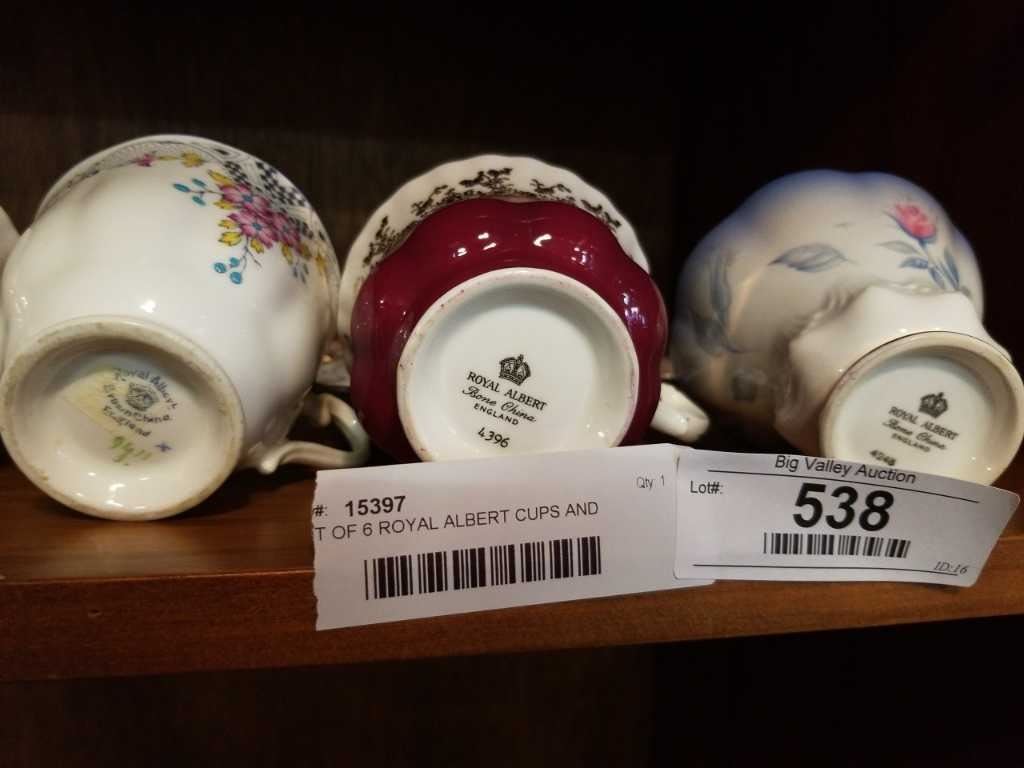 Royal Albert
Crown China
England
ROYAL ALBERT
Bone China
ENGLAND
4396
ROYAL ALBERT
Bone China
ENGLAND
#: 15397
Qty 1
T OF 6 ROYAL ALBERT CUPS AND
Big Valley Auction
Lot#:
538
ID:16